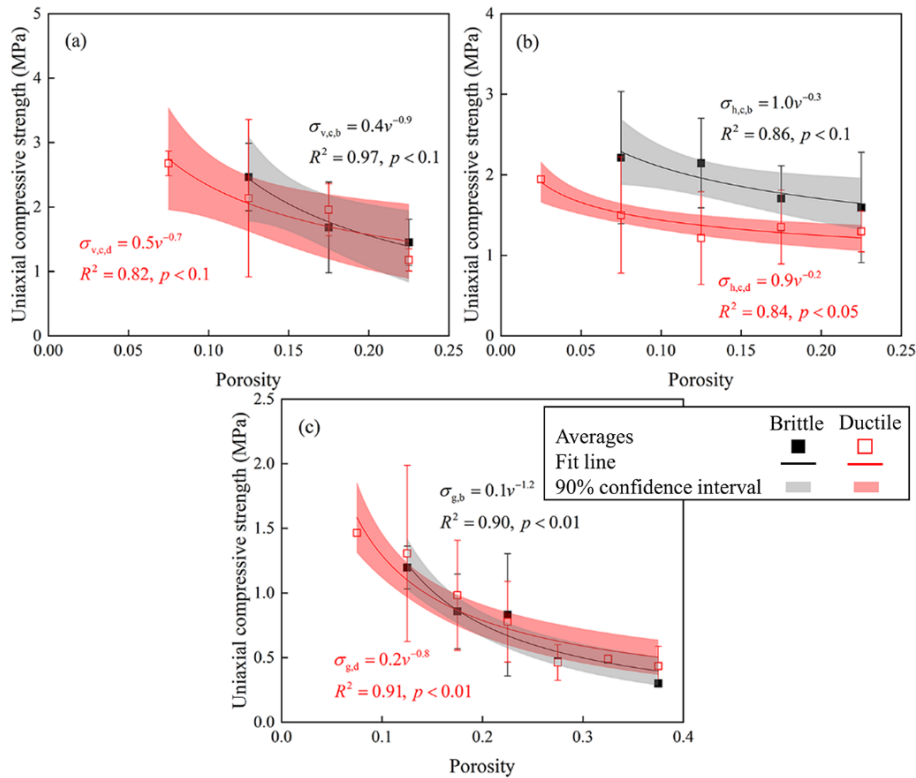 (a)
Uniaxial compressive strength (MPa)
5
4
3
2
1
0
σv,c,b = 0.4v^−0.9
R² = 0.97, p < 0.1
σv,c,d = 0.5v^−0.7
R² = 0.82, p < 0.1
0.00 0.05 0.10 0.15 0.20 0.25
Porosity
(b)
Uniaxial compressive strength (MPa)
4
3
2
1
0
σh,c,b = 1.0v^−0.3
R² = 0.86, p < 0.1
σh,c,d = 0.9v^−0.2
R² = 0.84, p < 0.05
0.00 0.05 0.10 0.15 0.20 0.25
Porosity
(c)
Uniaxial compressive strength (MPa)
2.5
2.0
1.5
1.0
0.5
0.0
σg,b = 0.1v^−1.2
R² = 0.90, p < 0.01
σg,d = 0.2v^−0.8
R² = 0.91, p < 0.01
0.0 0.1 0.2 0.3 0.4
Porosity
Brittle Ductile
Averages
Fit line
90% confidence interval